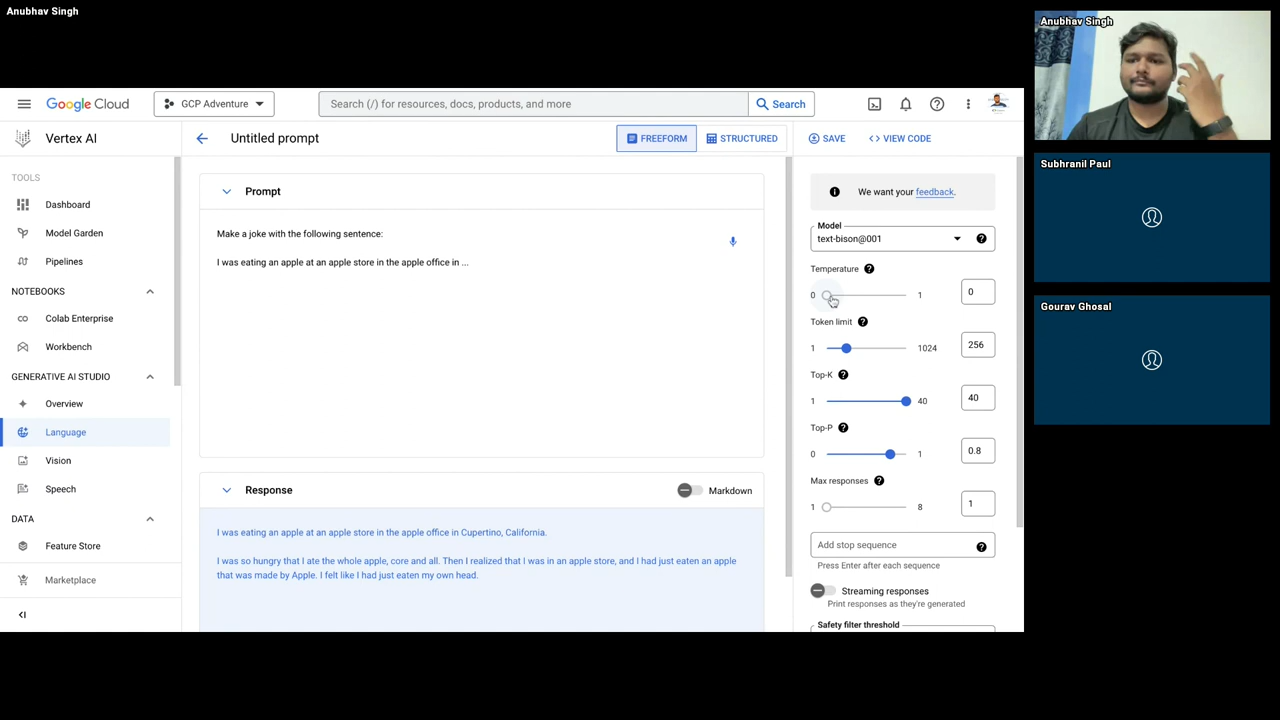 Anubhav Singh
Google Cloud
GCP Adventure
Search (/) for resources, docs, products, and more
Search
Vertex AI
Untitled prompt
FREEFORM
STRUCTURED
SAVE
<> VIEW CODE
TOOLS
Dashboard
Model Garden
Pipelines
NOTEBOOKS
Colab Enterprise
Workbench
GENERATIVE AI STUDIO
Overview
Language
Vision
Speech
DATA
Feature Store
Marketplace
Prompt
Make a joke with the following sentence:
I was eating an apple at an apple store in the apple office in ...
Response
Markdown
I was eating an apple at an apple store in the apple office in Cupertino, California.
I was so hungry that I ate the whole apple, core and all. Then I realized that I was in an apple store, and I had just eaten an apple
that was made by Apple. I felt like I had just eaten my own head.
We want your feedback.
Model
text-bison@001
Temperature
0 1 0
Token limit
1 1024 256
Top-K
1 40 40
Top-P
0 1 0.8
Max responses
1 8 1
Add stop sequence
Press Enter after each sequence
Streaming responses
Print responses as they're generated
Safety filter threshold
Anubhav Singh
Subhranil Paul
Gourav Ghosal